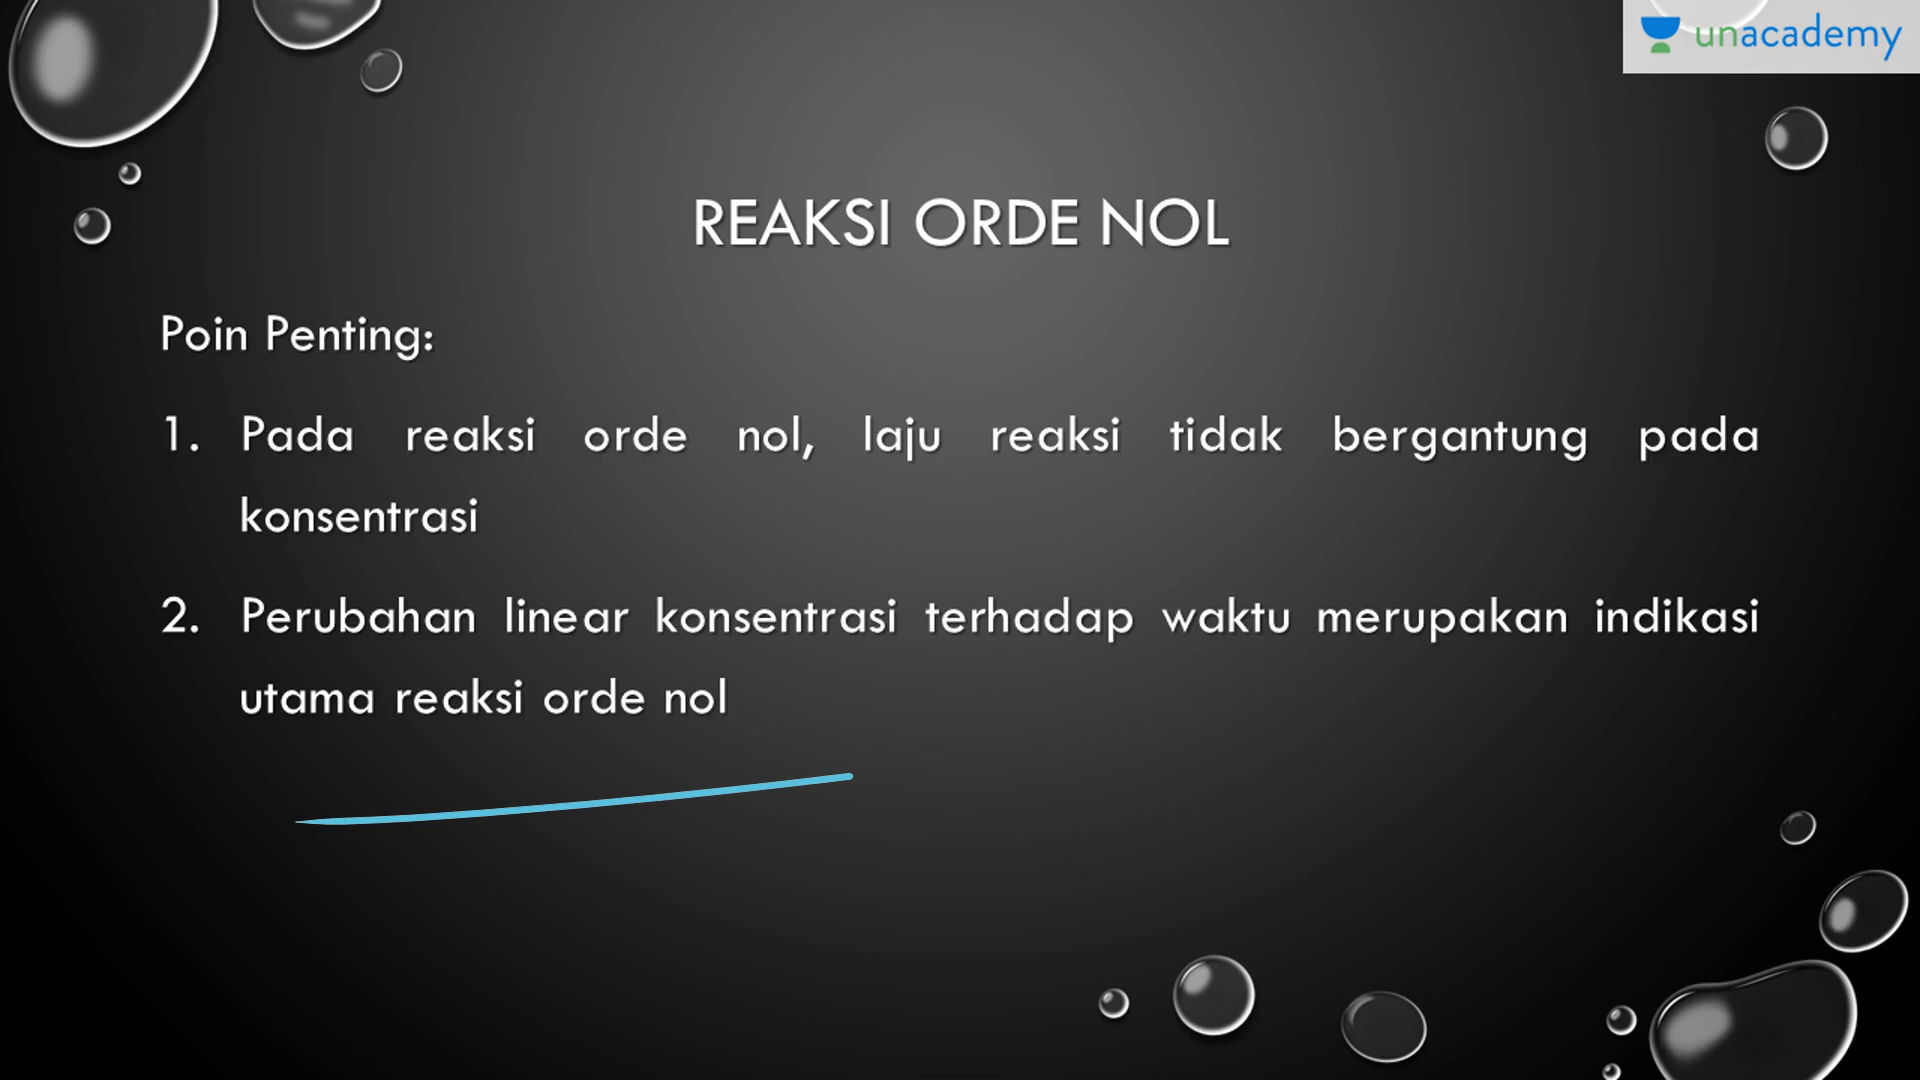 unacademy
REAKSI ORDE NOL
Poin Penting:
1. Pada reaksi orde nol, laju reaksi tidak bergantung pada
konsentrasi
2. Perubahan linear konsentrasi terhadap waktu merupakan indikasi
utama reaksi orde nol